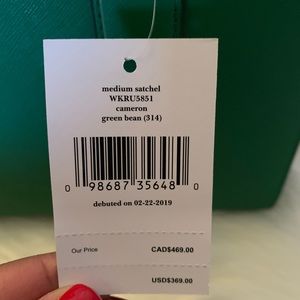 medium satchel
WKRU5851
cameron
green bean (314)
0 98687 35648 0
debuted on 02-22-2019
Our Price CAD$469.00
USD$369.00